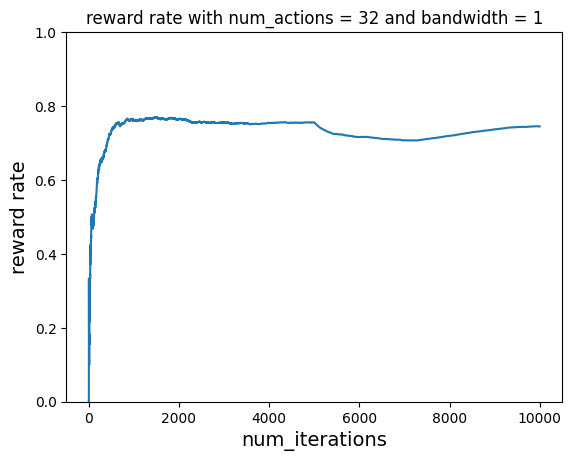 reward rate with num_actions = 32 and bandwidth = 1
1.0
0.8
0.6
0.4
0.2
0.0
reward rate
0 2000 4000 6000 8000 10000
num_iterations